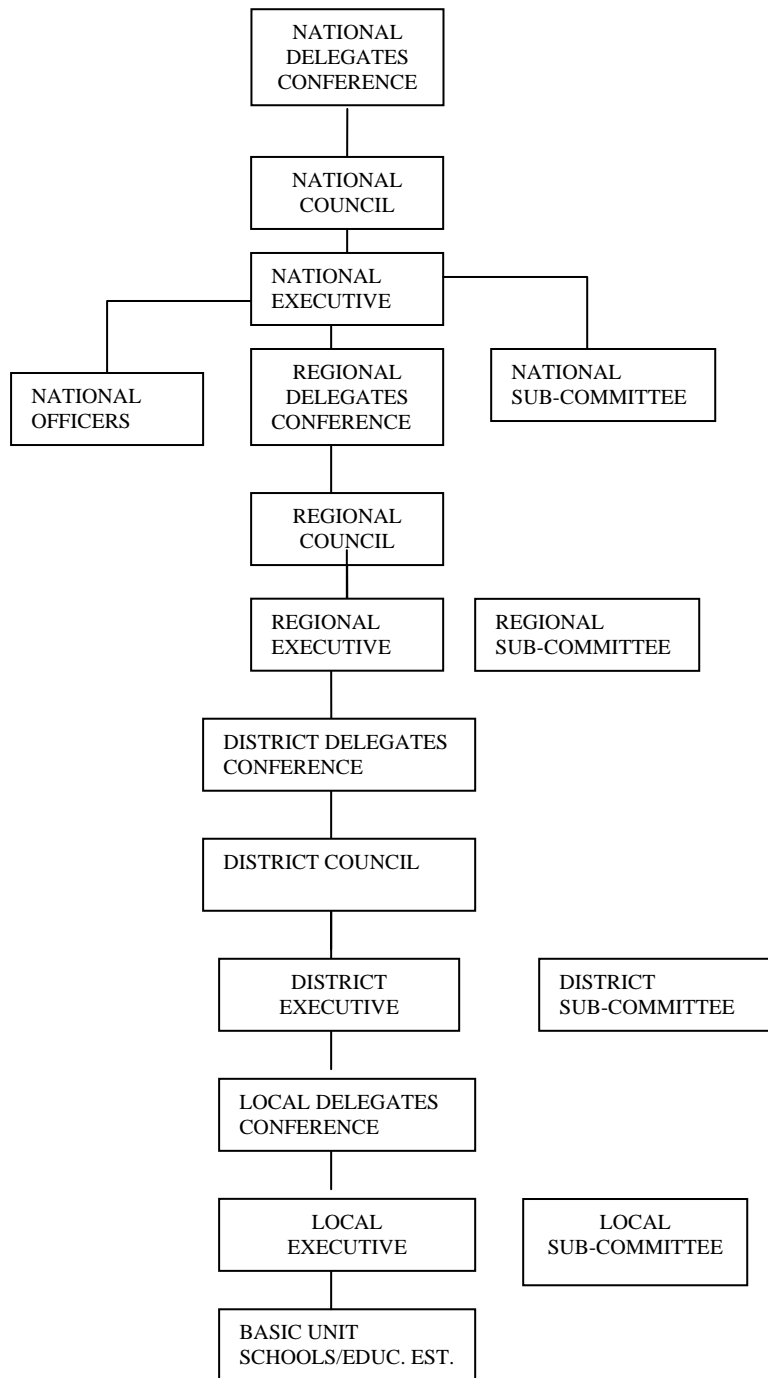 NATIONAL
DELEGATES
CONFERENCE
NATIONAL
COUNCIL
NATIONAL
EXECUTIVE
NATIONAL
OFFICERS
REGIONAL
DELEGATES
CONFERENCE
NATIONAL
SUB-COMMITTEE
REGIONAL
COUNCIL
REGIONAL
EXECUTIVE
REGIONAL
SUB-COMMITTEE
DISTRICT DELEGATES
CONFERENCE
DISTRICT COUNCIL
DISTRICT
EXECUTIVE
DISTRICT
SUB-COMMITTEE
LOCAL DELEGATES
CONFERENCE
LOCAL
EXECUTIVE
LOCAL
SUB-COMMITTEE
BASIC UNIT
SCHOOLS/EDUC. EST.